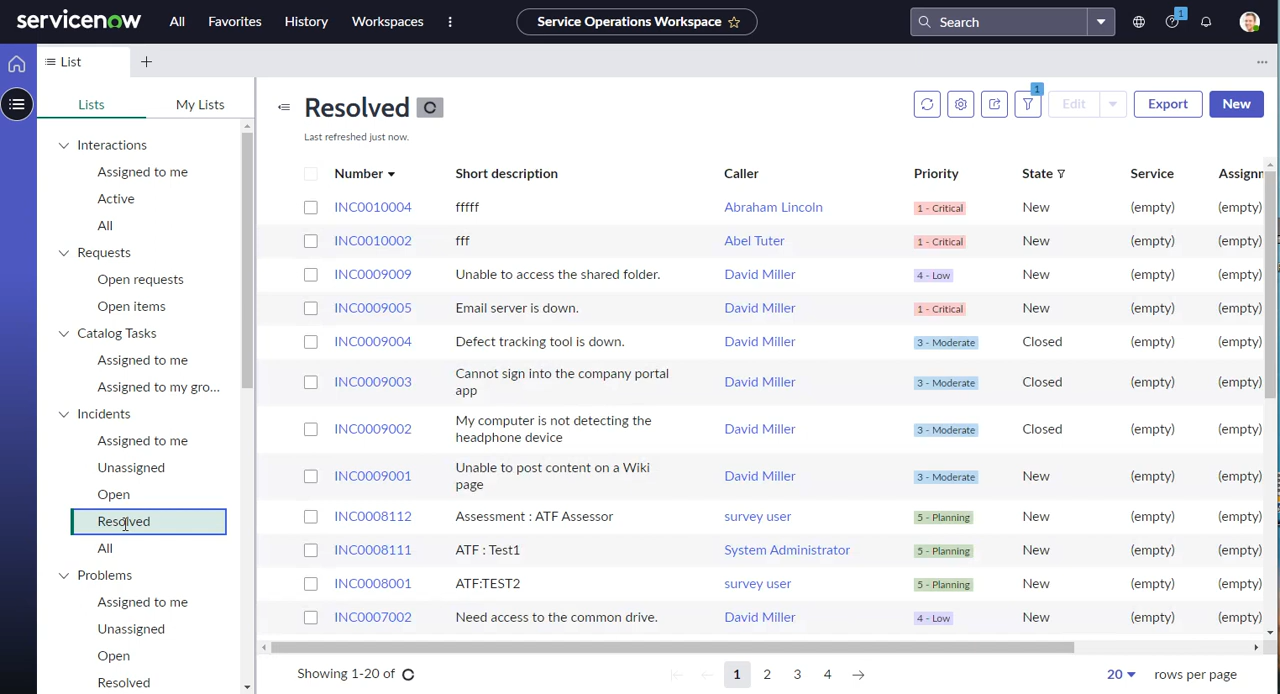 servicenow All Favorites History Workspaces Service Operations Workspace Search 1
List
Lists My Lists
Interactions
Assigned to me
Active
All
Requests
Open requests
Open items
Catalog Tasks
Assigned to me
Assigned to my gro...
Incidents
Assigned to me
Unassigned
Open
Resolved
All
Problems
Assigned to me
Unassigned
Open
Resolved
Resolved
Last refreshed just now.
1
Edit Export New
Number Short description Caller Priority State Service Assignn
INC0010004 fffff Abraham Lincoln 1 - Critical New (empty) (empty)
INC0010002 fff Abel Tuter 1 - Critical New (empty) (empty)
INC0009009 Unable to access the shared folder. David Miller 4 - Low New (empty) (empty)
INC0009005 Email server is down. David Miller 1 - Critical New (empty) (empty)
INC0009004 Defect tracking tool is down. David Miller 3 - Moderate Closed (empty) (empty)
INC0009003 Cannot sign into the company portal app David Miller 3 - Moderate Closed (empty) (empty)
INC0009002 My computer is not detecting the headphone device David Miller 3 - Moderate Closed (empty) (empty)
INC0009001 Unable to post content on a Wiki page David Miller 3 - Moderate New (empty) (empty)
INC0008112 Assessment : ATF Assessor survey user 5 - Planning New (empty) (empty)
INC0008111 ATF : Test1 System Administrator 5 - Planning New (empty) (empty)
INC0008001 ATF:TEST2 survey user 5 - Planning New (empty) (empty)
INC0007002 Need access to the common drive. David Miller 4 - Low New (empty) (empty)
Showing 1-20 of 1 2 3 4 20 rows per page